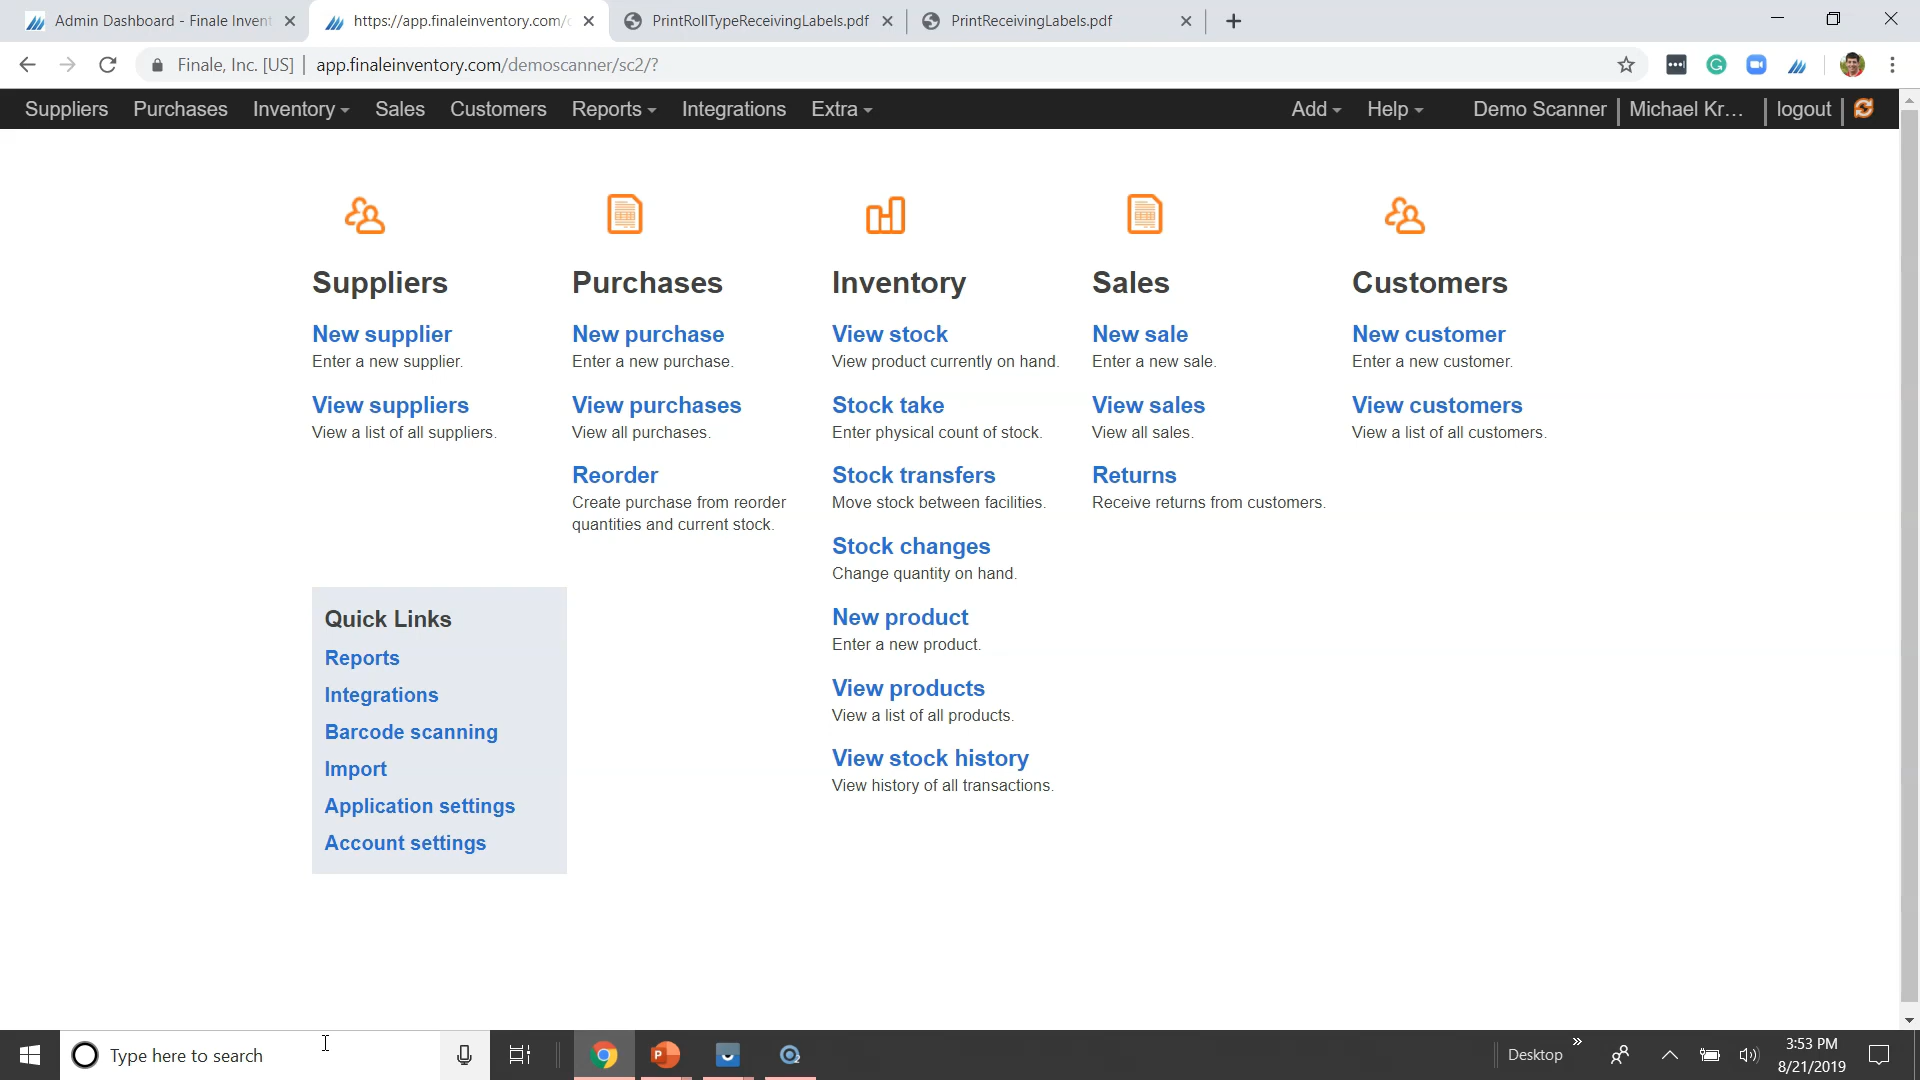 Admin Dashboard - Finale Invent
https://app.finaleinventory.com/
PrintRollTypeReceivingLabels.pdf
PrintReceivingLabels.pdf
Finale, Inc. [US] | app.finaleinventory.com/demoscanner/sc2/?
Suppliers Purchases Inventory Sales Customers Reports Integrations Extra Add Help Demo Scanner Michael Kr... logout
Suppliers
New supplier
Enter a new supplier.
View suppliers
View a list of all suppliers.
Purchases
New purchase
Enter a new purchase.
View purchases
View all purchases.
Reorder
Create purchase from reorder
quantities and current stock.
Inventory
View stock
View product currently on hand.
Stock take
Enter physical count of stock.
Stock transfers
Move stock between facilities.
Stock changes
Change quantity on hand.
New product
Enter a new product.
View products
View a list of all products.
View stock history
View history of all transactions.
Sales
New sale
Enter a new sale.
View sales
View all sales.
Returns
Receive returns from customers.
Customers
New customer
Enter a new customer.
View customers
View a list of all customers.
Quick Links
Reports
Integrations
Barcode scanning
Import
Application settings
Account settings
Type here to search
Desktop
3:53 PM
8/21/2019